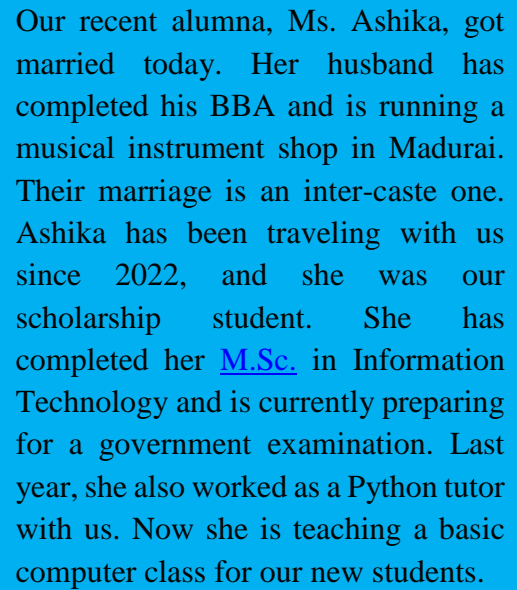 Our recent alumna, Ms. Ashika, got
married today. Her husband has
completed his BBA and is running a
musical instrument shop in Madurai.
Their marriage is an inter-caste one.
Ashika has been traveling with us
since 2022, and she was our
scholarship student. She has
completed her M.Sc. in Information
Technology and is currently preparing
for a government examination. Last
year, she also worked as a Python tutor
with us. Now she is teaching a basic
computer class for our new students.